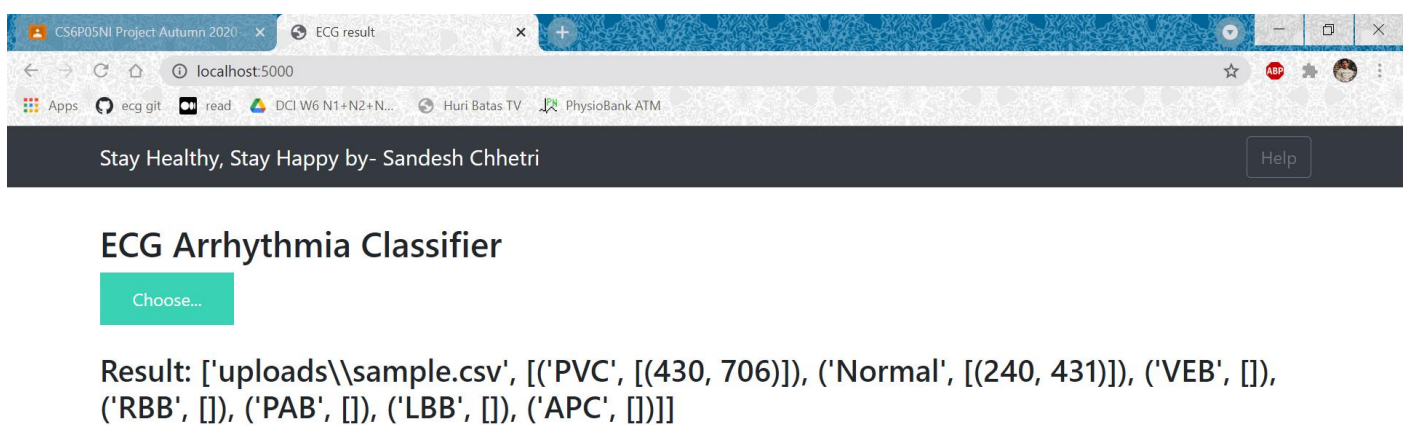 CS6P05NI Project Autumn 2020
ECG result
localhost:5000
ABP
Apps ecg git read DCI W6 N1+N2+N... Huri Batas TV PhysioBank ATM
Stay Healthy, Stay Happy by- Sandesh Chhetri Help
ECG Arrhythmia Classifier
Choose...
Result: ['uploads\\sample.csv', [('PVC', [(430, 706)]), ('Normal', [(240, 431)]), ('VEB', []),
('RBB', []), ('PAB', []), ('LBB', []), ('APC', [])]]